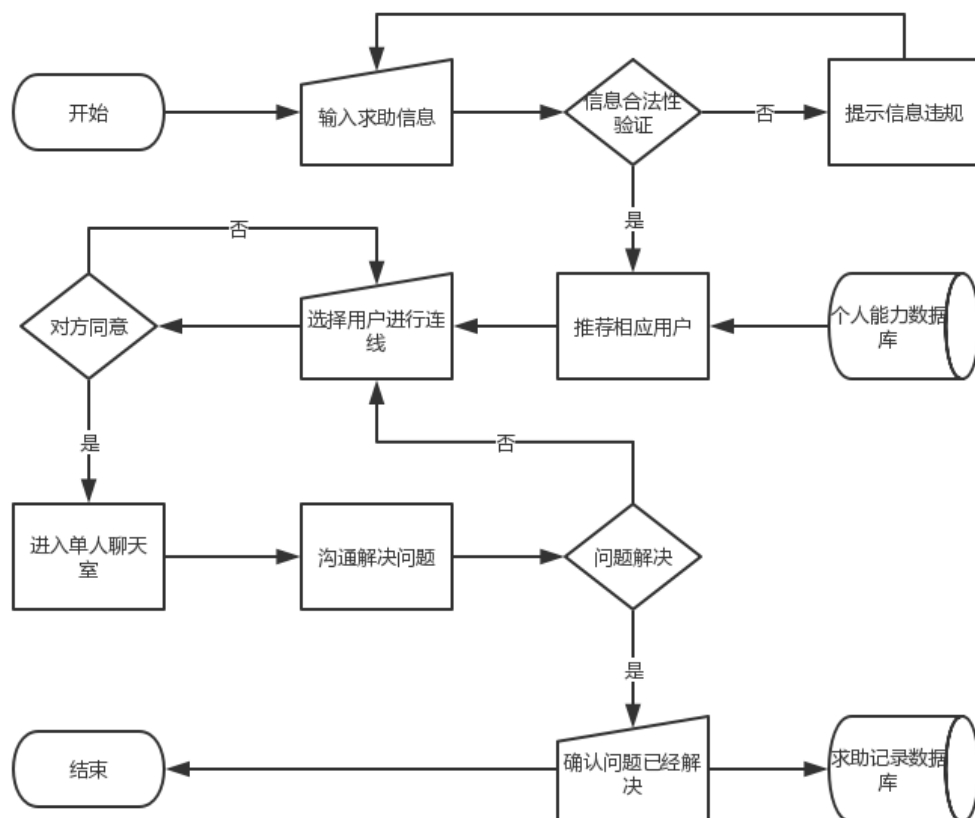 开始
输入求助信息
信息合法性
验证
否
提示信息违规
是
否
对方同意
选择用户进行连
线
推荐相应用户
个人能力数据
库
是
否
进入单人聊天
室
沟通解决问题
问题解决
是
结束
确认问题已经解
决
求助记录数据
库